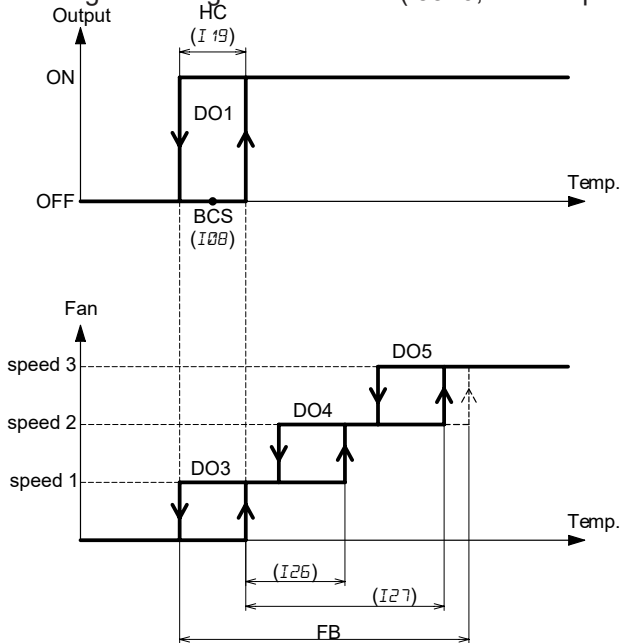 Output
HC
(I19)
ON
DO1
OFF
BCS
(I08)
Temp.
Fan
speed 3
DO5
speed 2
DO4
speed 1
DO3
Temp.
(I26)
(I27)
FB